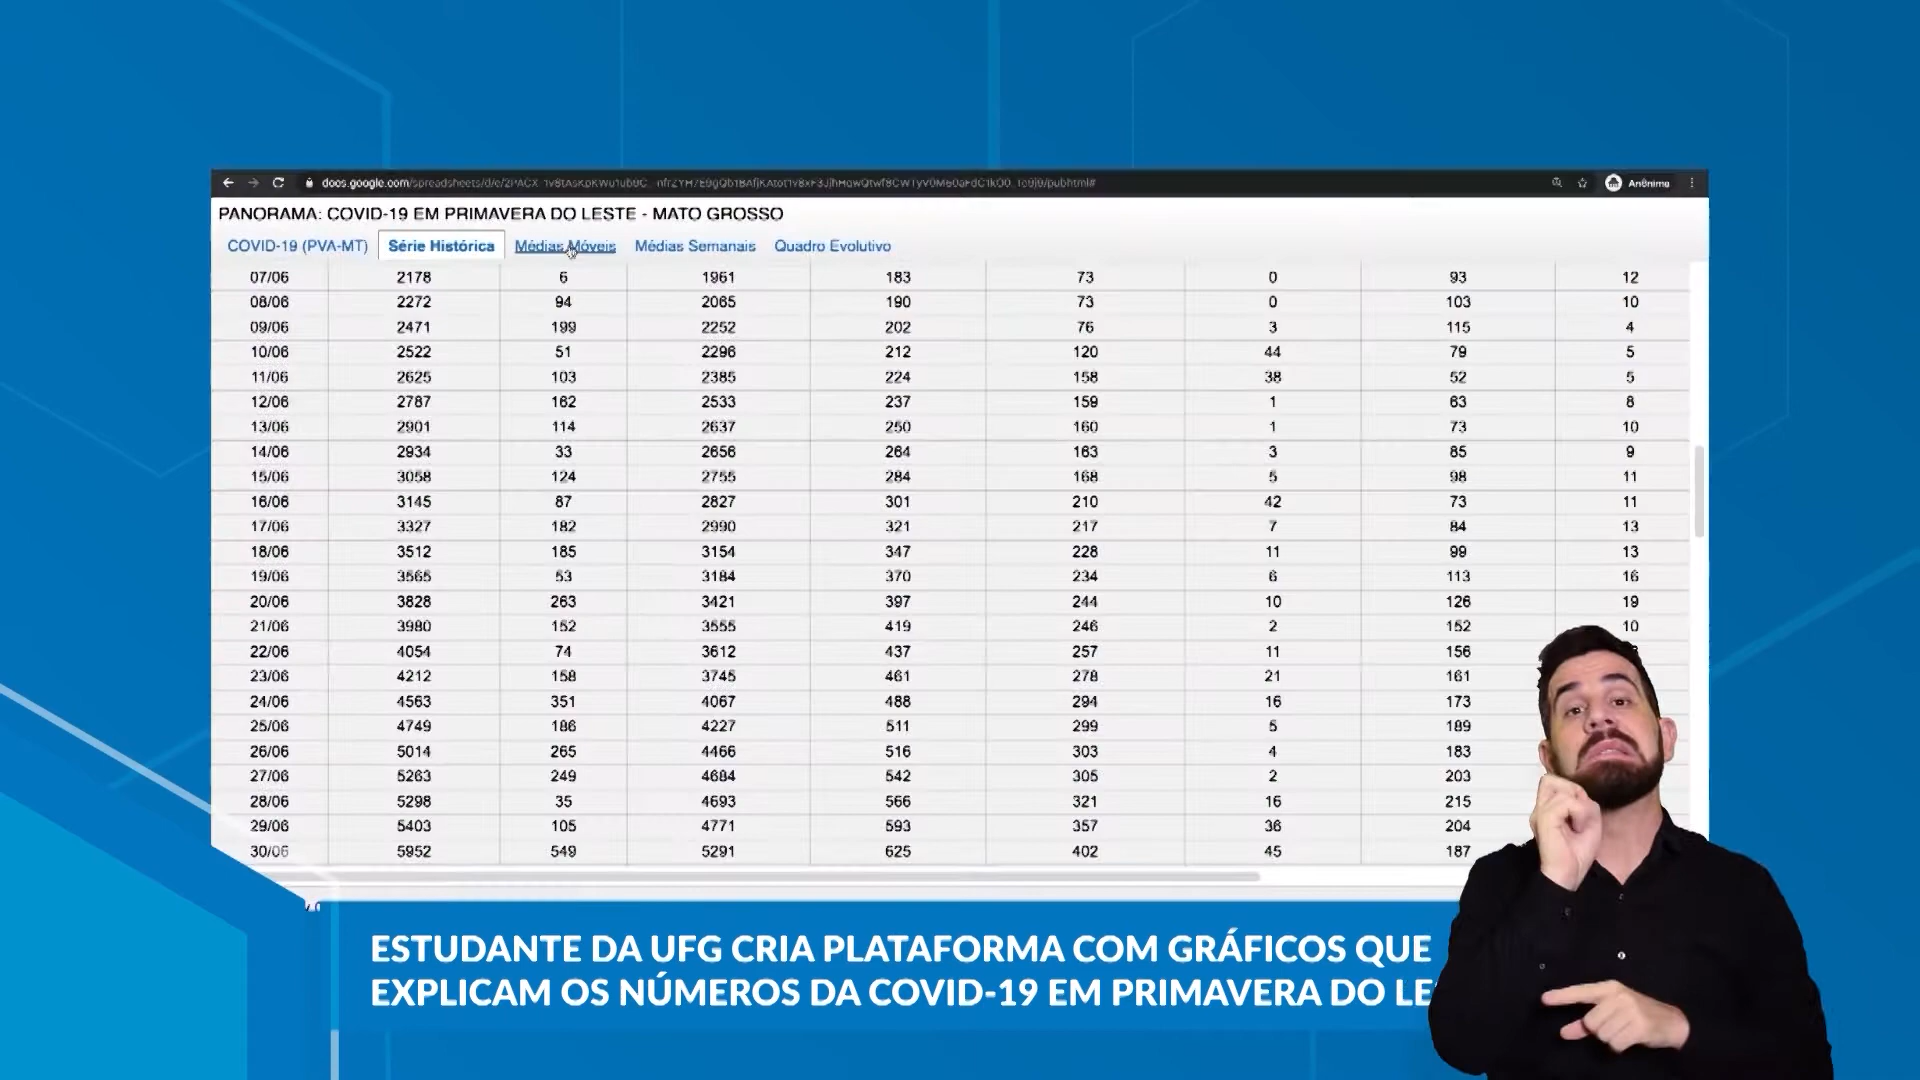 docs.google.com/spreadsheets/d/e/2PACX
Anônima
PANORAMA: COVID-19 EM PRIMAVERA DO LESTE - MATO GROSSO
COVID-19 (PVA-MT) Série Histórica Médias Móveis Médias Semanais Quadro Evolutivo
07/06 2178 6 1961 183 73 0 93 12
08/06 2272 94 2065 190 73 0 103 10
09/06 2471 199 2252 202 76 3 115 4
10/06 2522 51 2296 212 120 44 79 5
11/06 2625 103 2385 224 158 38 52 5
12/06 2787 162 2533 237 159 1 63 8
13/06 2901 114 2637 250 160 1 73 10
14/06 2934 33 2656 264 163 3 85 9
15/06 3058 124 2755 284 168 5 98 11
16/06 3145 87 2827 301 210 42 73 11
17/06 3327 182 2990 321 217 7 84 13
18/06 3512 185 3154 347 228 11 99 13
19/06 3565 53 3184 370 234 6 113 16
20/06 3828 263 3421 397 244 10 126 19
21/06 3980 152 3555 419 246 2 152 10
22/06 4054 74 3612 437 257 11 156
23/06 4212 158 3745 461 278 21 161
24/06 4563 351 4067 488 294 16 173
25/06 4749 186 4227 511 299 5 189
26/06 5014 265 4466 516 303 4 183
27/06 5263 249 4684 542 305 2 203
28/06 5298 35 4693 566 321 16 215
29/06 5403 105 4771 593 357 36 204
30/06 5952 549 5291 625 402 45 187
ESTUDANTE DA UFG CRIA PLATAFORMA COM GRÁFICOS QUE
EXPLICAM OS NÚMEROS DA COVID-19 EM PRIMAVERA DO LE